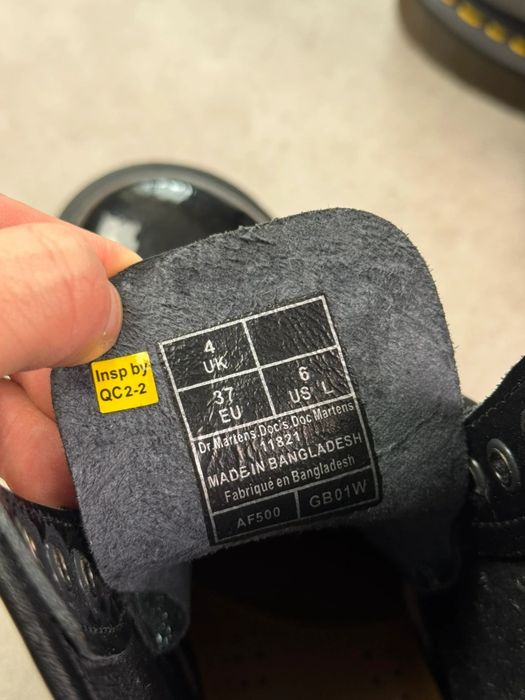 Insp by
QC2-2
4
UK
37
EU
6
US L
Dr.Martens.Doc's.Doc Martens
11821
MADE IN BANGLADESH
Fabriqué en Bangladesh
AF500
GB01W